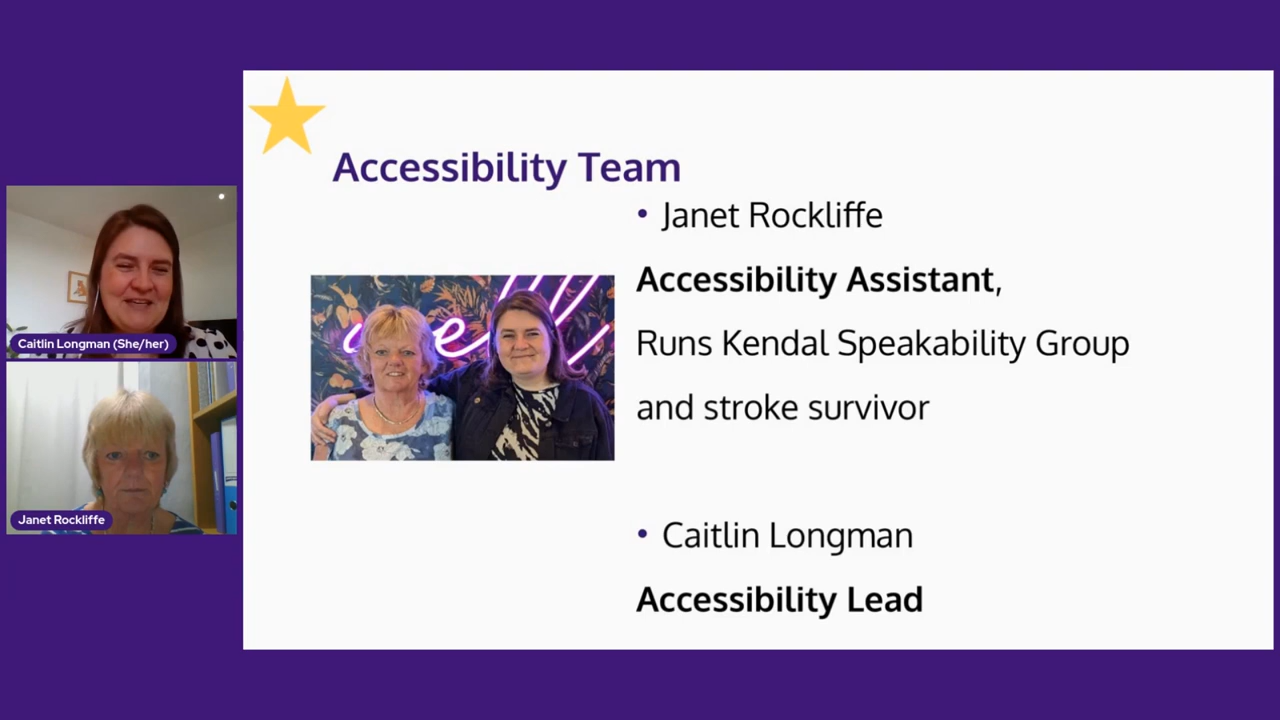 Accessibility Team
• Janet Rockliffe
Accessibility Assistant,
Runs Kendal Speakability Group
and stroke survivor
• Caitlin Longman
Accessibility Lead
Caitlin Longman (She/her)
Janet Rockliffe